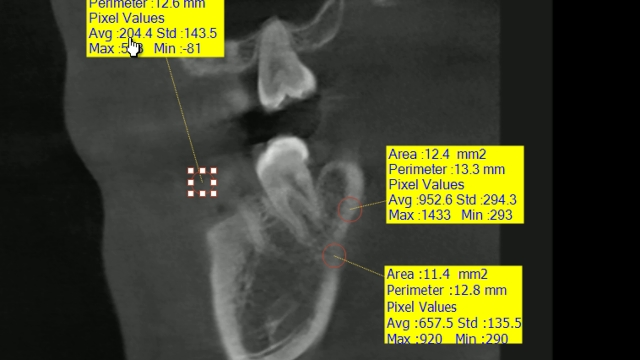 Perimeter :12.6 mm
Pixel Values
Avg :204.4 Std :143.5
Min :-81
Area :12.4 mm2
Perimeter :13.3 mm
Pixel Values
Avg :952.6 Std :294.3
Max :1433 Min :293
Area :11.4 mm2
Perimeter :12.8 mm
Pixel Values
Avg :657.5 Std :135.5
Max :920 Min :290